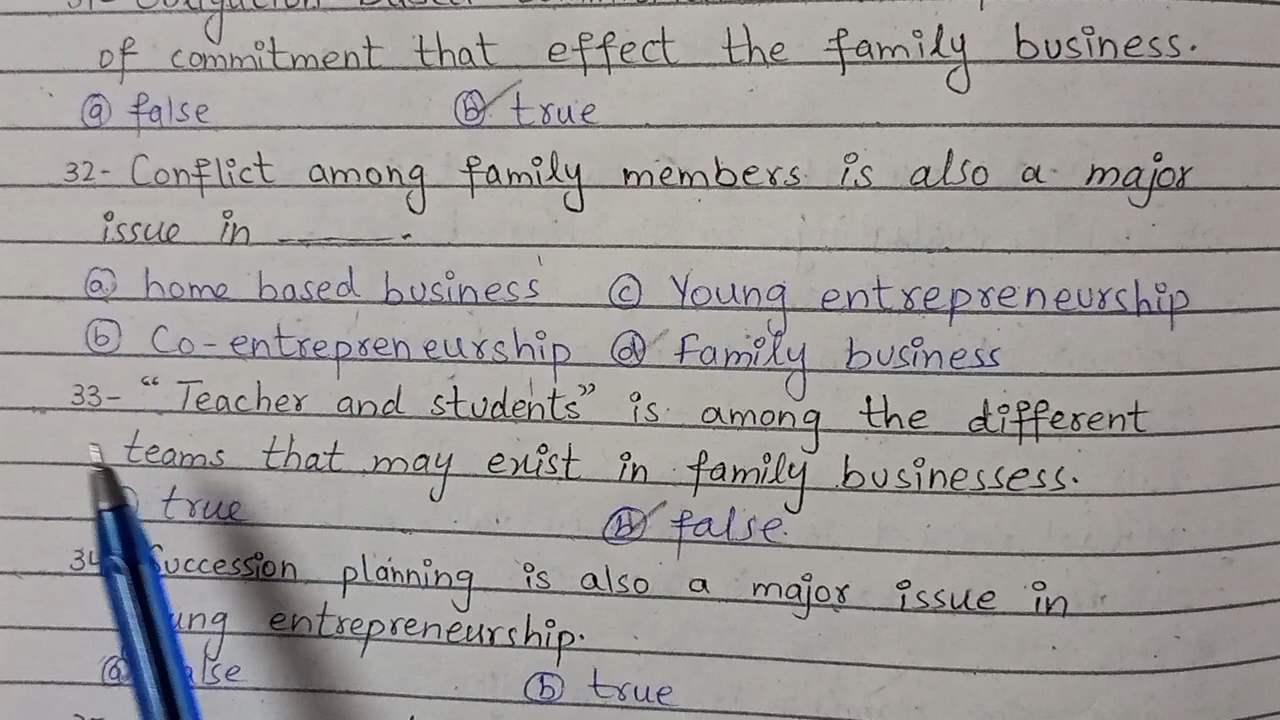 of commitment that effect the family business.
ⓐ false ⓑ true
32- Conflict among family members is also a major
issue in ______.
ⓐ home based business ⓒ Young entrepreneurship
ⓑ Co-entrepreneurship ⓓ Family business
33- “Teacher and students” is among the different
teams that may exist in family businessess.
true ⓑ false.
34 Succession planning is also a major issue in
entrepreneurship.
ⓐ ⓑ true